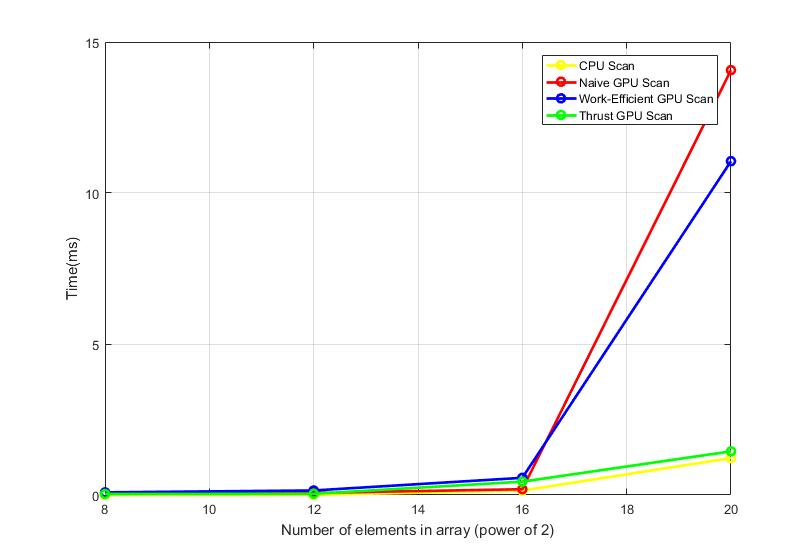 15
10
5
0
Time(ms)
CPU Scan
Naive GPU Scan
Work-Efficient GPU Scan
Thrust GPU Scan
8 10 12 14 16 18 20
Number of elements in array (power of 2)